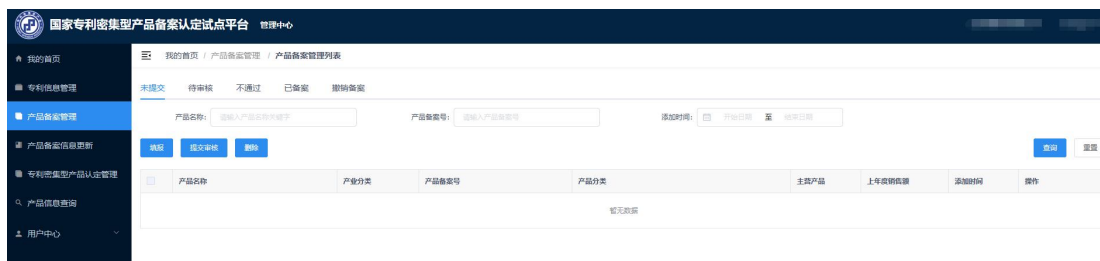 国家专利密集型产品备案认定试点平台 管理中心
我的首页
专利信息管理
产品备案管理
产品备案信息更新
专利密集型产品认定管理
产品信息查询
用户中心
我的首页 / 产品备案管理 / 产品备案管理列表
未提交 待审核 不通过 已备案 撤销备案
产品名称: 请输入产品名称关键字 产品备案号: 请输入产品备案号 添加时间: 开始日期 至 结束日期
填报 提交审核 删除 查询 重置
产品名称 产业分类 产品备案号 产品分类 主营产品 上年度销售额 添加时间 操作
暂无数据